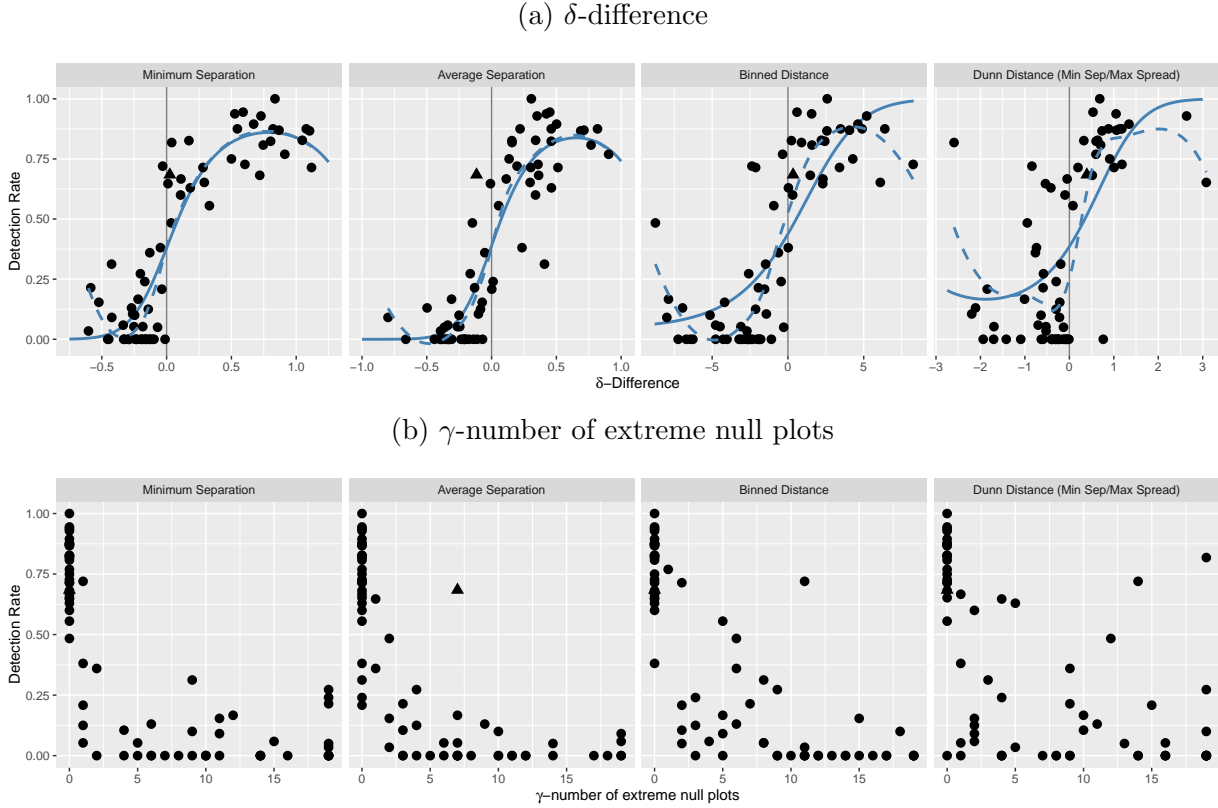 (a) δ-difference
Minimum Separation Average Separation Binned Distance Dunn Distance (Min Sep/Max Spread)
1.00
0.75
0.50
0.25
0.00
Detection Rate
−0.5 0.0 0.5 1.0 −1.0 −0.5 0.0 0.5 1.0 −5 0 5 −3 −2 −1 0 1 2 3
δ−Difference
(b) γ-number of extreme null plots
Minimum Separation Average Separation Binned Distance Dunn Distance (Min Sep/Max Spread)
1.00
0.75
0.50
0.25
0.00
Detection Rate
0 5 10 15 0 5 10 15 0 5 10 15 0 5 10 15
γ−number of extreme null plots